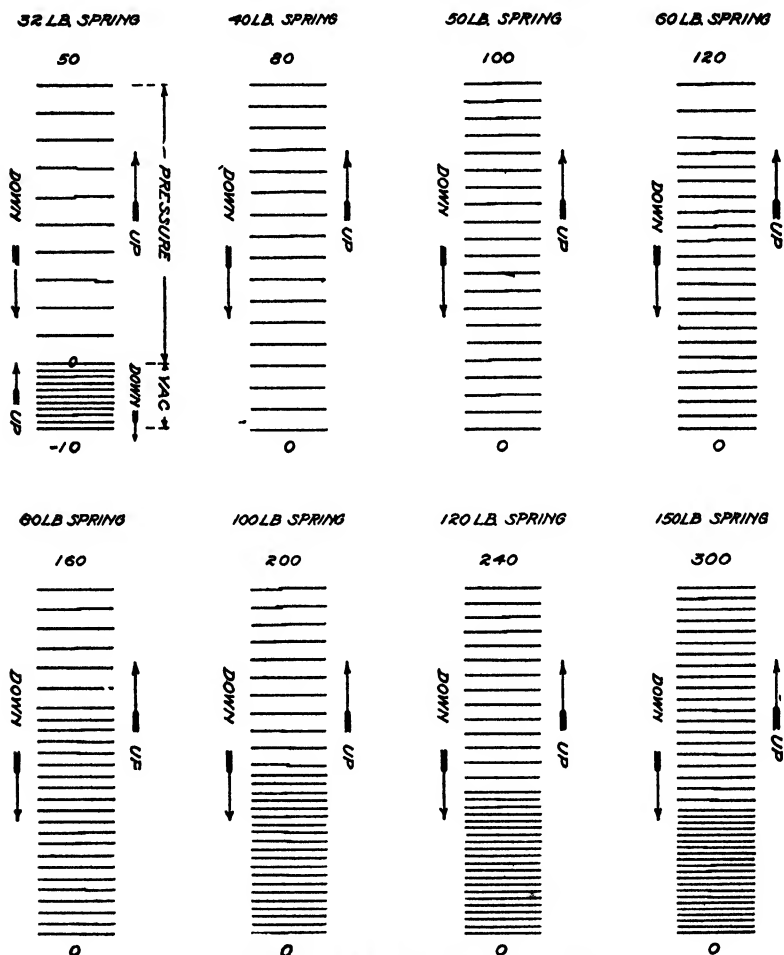 32 LB. SPRING
40 LB. SPRING
50 LB. SPRING
60 LB. SPRING
50
80
100
120
DOWN
UP
PRESSURE
DOWN
UP
DOWN
UP
DOWN
UP
0
UP
DOWN
VAC
-10
0
0
0
80 LB SPRING
100 LB SPRING
120 LB. SPRING
150 LB. SPRING
160
200
240
300
DOWN
UP
DOWN
UP
DOWN
UP
DOWN
UP
0
0
0
0